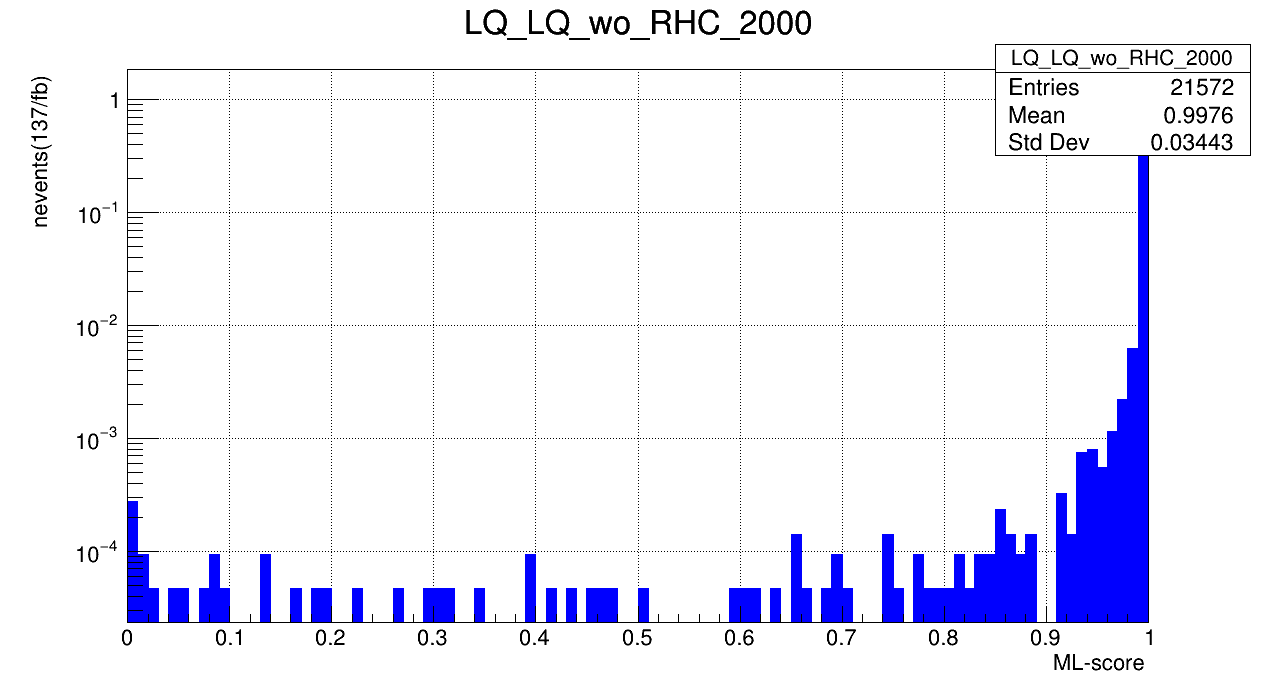 LQ_LQ_wo_RHC_2000
LQ_LQ_wo_RHC_2000
Entries 21572
Mean 0.9976
Std Dev 0.03443
nevents(137/fb)
1
10⁻¹
10⁻²
10⁻³
10⁻⁴
0 0.1 0.2 0.3 0.4 0.5 0.6 0.7 0.8 0.9 1
ML-score